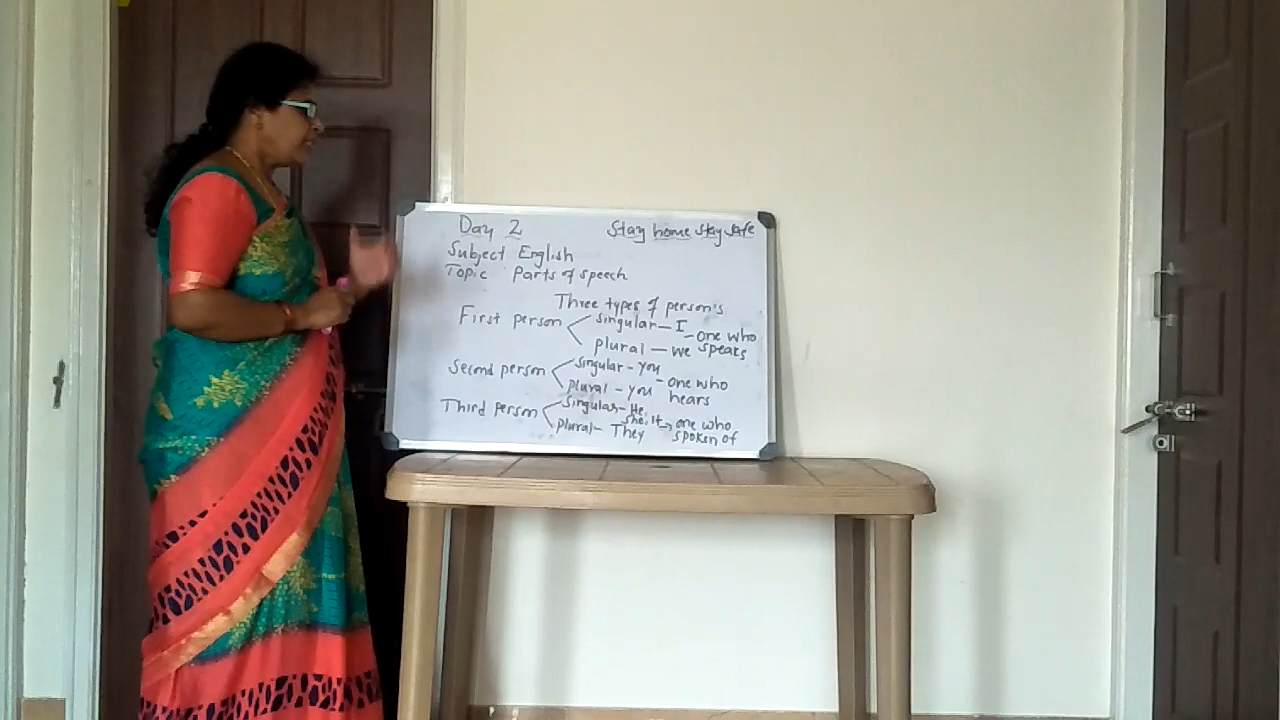 Day 2 Stay home stay safe
Subject English
Topic Parts of speech
Three types of person's
First person singular – I
plural – we - one who speaks
Second person singular - you
plural - you - one who hears
Third person singular - He, she, it
plural - They → one who spoken of